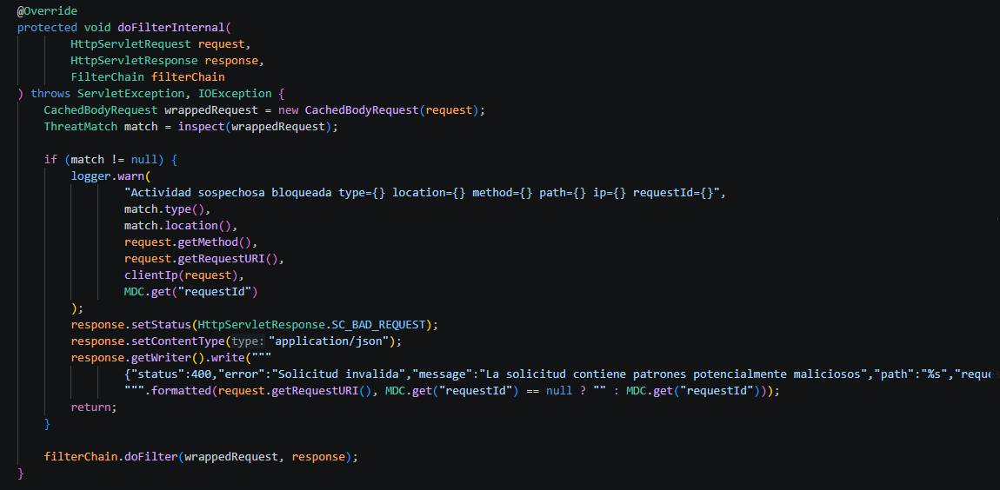 @Override
protected void doFilterInternal(
        HttpServletRequest request,
        HttpServletResponse response,
        FilterChain filterChain
) throws ServletException, IOException {
    CachedBodyRequest wrappedRequest = new CachedBodyRequest(request);
    ThreatMatch match = inspect(wrappedRequest);
    if (match != null) {
        logger.warn(
                "Actividad sospechosa bloqueada type={} location={} method={} path={} ip={} requestId={}",
                match.type(),
                match.location(),
                request.getMethod(),
                request.getRequestURI(),
                clientIp(request),
                MDC.get("requestId")
        );
        response.setStatus(HttpServletResponse.SC_BAD_REQUEST);
        response.setContentType(type: "application/json");
        response.getWriter().write("""
                {"status":400,"error":"Solicitud invalida","message":"La solicitud contiene patrones potencialmente maliciosos","path":"%s","reque
                """.formatted(request.getRequestURI(), MDC.get("requestId") == null ? "" : MDC.get("requestId")));
        return;
    }
    filterChain.doFilter(wrappedRequest, response);
}